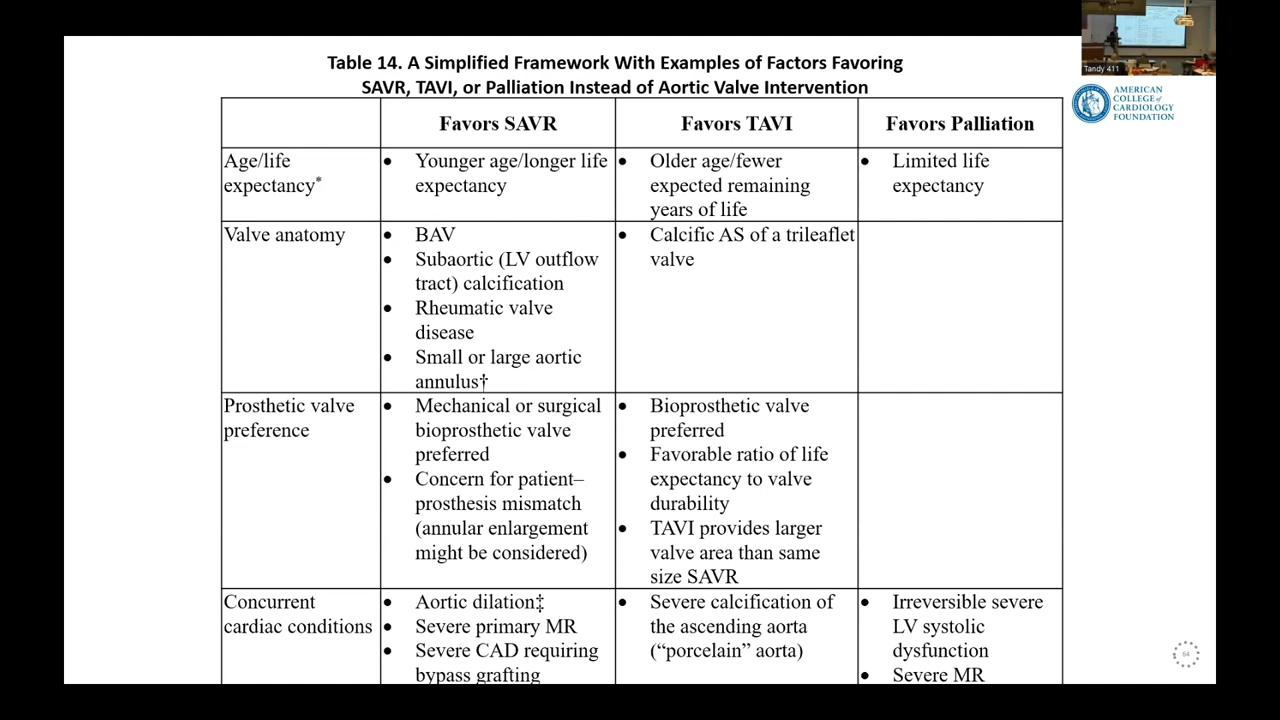 Table 14. A Simplified Framework With Examples of Factors Favoring
SAVR, TAVI, or Palliation Instead of Aortic Valve Intervention
Tandy 411
AMERICAN
COLLEGE of
CARDIOLOGY
FOUNDATION
Favors SAVR
Favors TAVI
Favors Palliation
Age/life
expectancy*
• Younger age/longer life
expectancy
• Older age/fewer
expected remaining
years of life
• Limited life
expectancy
Valve anatomy
• BAV
• Subaortic (LV outflow
tract) calcification
• Rheumatic valve
disease
• Small or large aortic
annulus†
• Calcific AS of a trileaflet
valve
Prosthetic valve
preference
• Mechanical or surgical
bioprosthetic valve
preferred
• Concern for patient–
prosthesis mismatch
(annular enlargement
might be considered)
• Bioprosthetic valve
preferred
• Favorable ratio of life
expectancy to valve
durability
• TAVI provides larger
valve area than same
size SAVR
Concurrent
cardiac conditions
• Aortic dilation‡
• Severe primary MR
• Severe CAD requiring
bypass grafting
• Severe calcification of
the ascending aorta
(“porcelain” aorta)
• Irreversible severe
LV systolic
dysfunction
• Severe MR
64